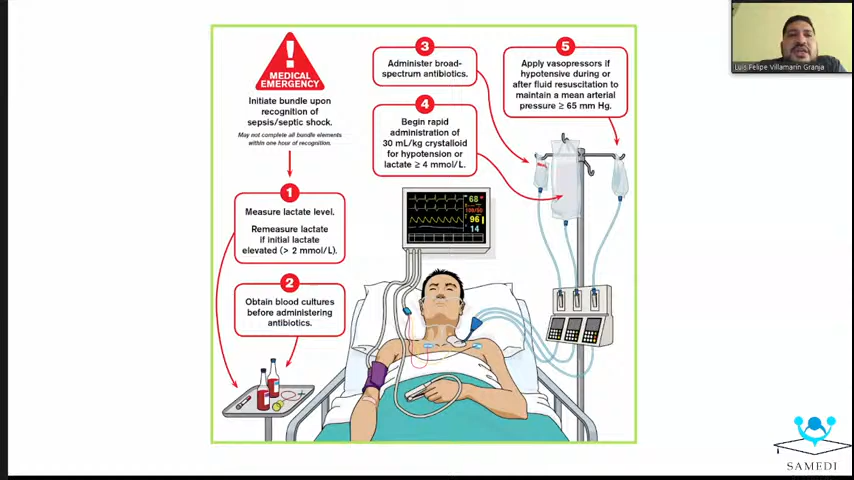 !
MEDICAL
EMERGENCY
Initiate bundle upon
recognition of
sepsis/septic shock.
May not complete all bundle elements
within one hour of recognition.
1
Measure lactate level.
Remeasure lactate
if initial lactate
elevated (> 2 mmol/L).
2
Obtain blood cultures
before administering
antibiotics.
3
Administer broad-
spectrum antibiotics.
4
Begin rapid
administration of
30 mL/kg crystalloid
for hypotension or
lactate ≥ 4 mmol/L.
5
Apply vasopressors if
hypotensive during or
after fluid resuscitation to
maintain a mean arterial
pressure ≥ 65 mm Hg.
68
96
14
Luis Felipe Villamarín Granja
SAMEDI